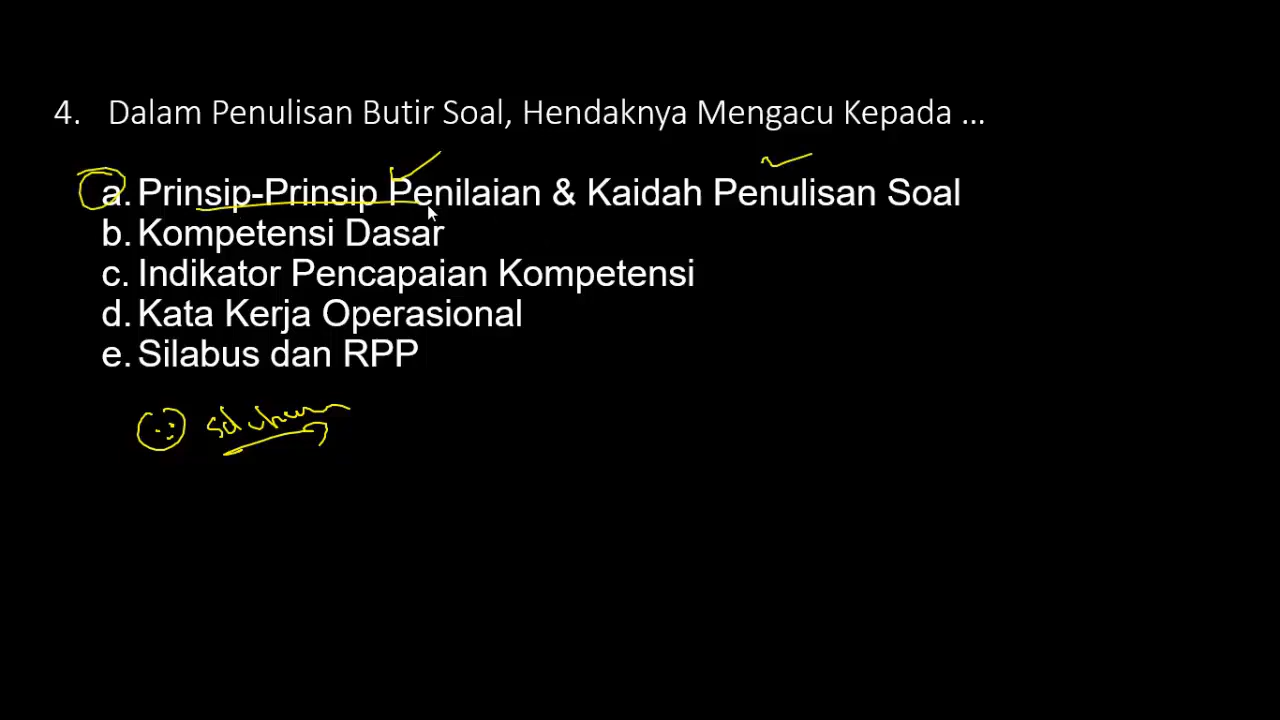 4. Dalam Penulisan Butir Soal, Hendaknya Mengacu Kepada ...
a. Prinsip-Prinsip Penilaian & Kaidah Penulisan Soal
b. Kompetensi Dasar
c. Indikator Pencapaian Kompetensi
d. Kata Kerja Operasional
e. Silabus dan RPP